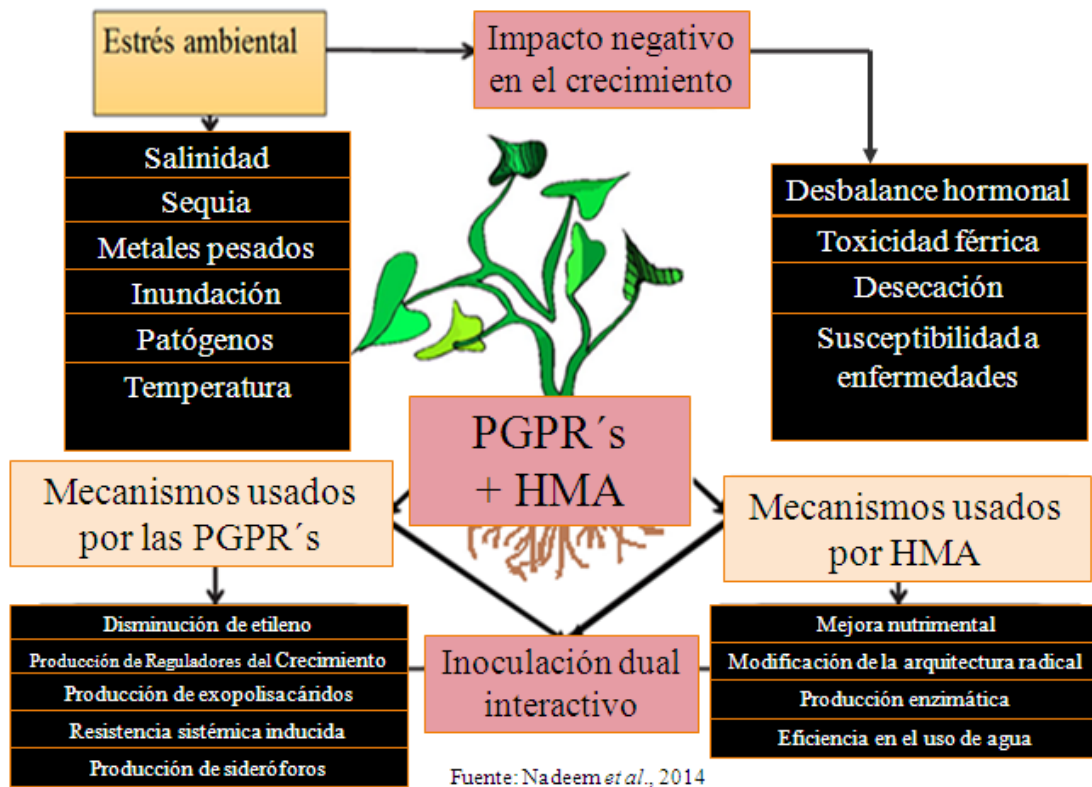 Estrés ambiental
Impacto negativo
en el crecimiento
Salinidad
Sequia
Metales pesados
Inundación
Patógenos
Temperatura
Desbalance hormonal
Toxicidad férrica
Desecación
Susceptibilidad a
enfermedades
PGPR´s
+ HMA
Mecanismos usados
por las PGPR´s
Mecanismos usados
por HMA
Disminución de etileno
Producción de Reguladores del Crecimiento
Producción de exopolisacáridos
Resistencia sistémica inducida
Producción de sideróforos
Inoculación dual
interactivo
Mejora nutrimental
Modificación de la arquitectura radical
Producción enzimática
Eficiencia en el uso de agua
Fuente: Nadeem et al., 2014